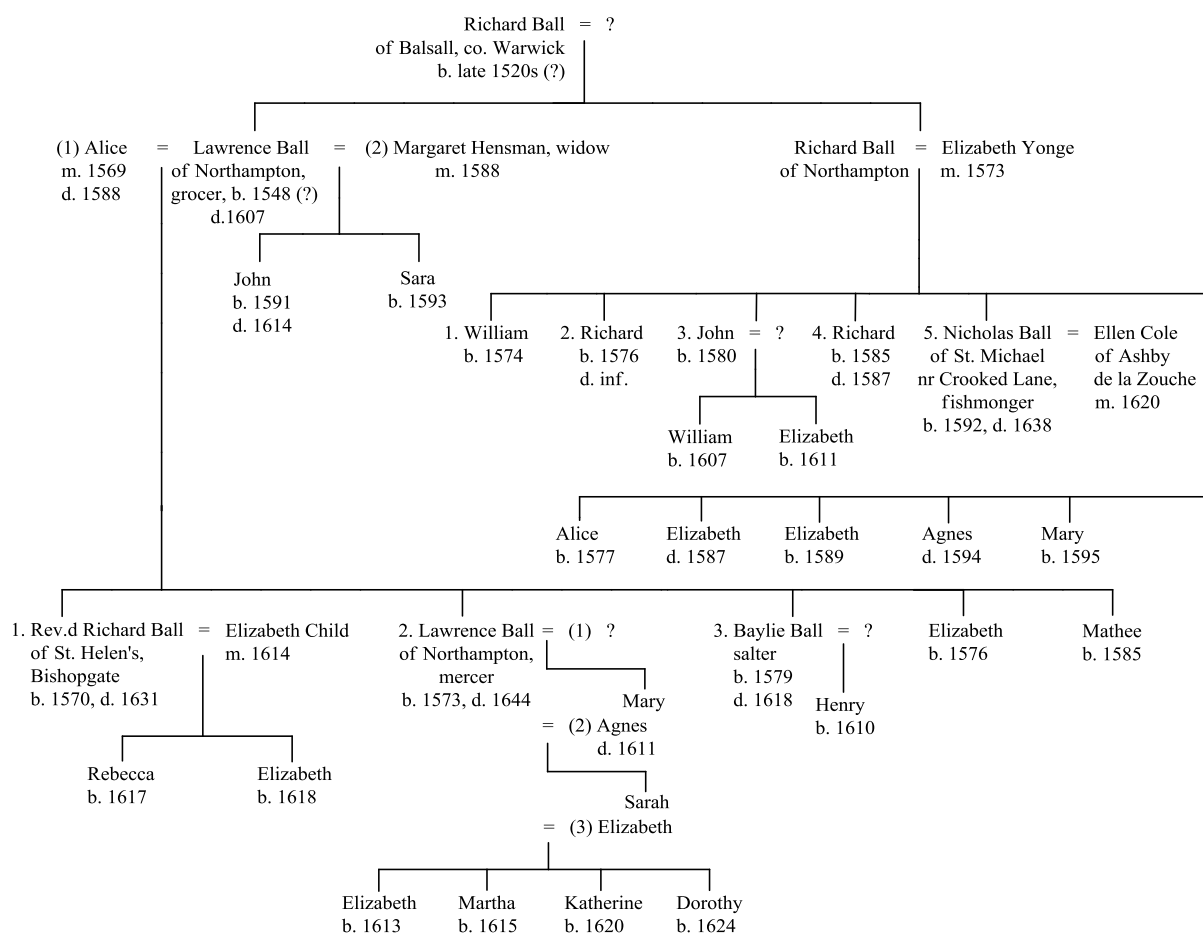 Richard Ball = ?
of Balsall, co. Warwick
b. late 1520s (?)
(1) Alice = Lawrence Ball = (2) Margaret Hensman, widow
m. 1569 of Northampton, m. 1588
d. 1588 grocer, b. 1548 (?)
d.1607
Richard Ball = Elizabeth Yonge
of Northampton m. 1573
John
b. 1591
d. 1614
Sara
b. 1593
1. William
b. 1574
2. Richard
b. 1576
d. inf.
3. John = ?
b. 1580
4. Richard
b. 1585
d. 1587
5. Nicholas Ball = Ellen Cole
of St. Michael of Ashby
nr Crooked Lane, de la Zouche
fishmonger m. 1620
b. 1592, d. 1638
William
b. 1607
Elizabeth
b. 1611
Alice
b. 1577
Elizabeth
d. 1587
Elizabeth
b. 1589
Agnes
d. 1594
Mary
b. 1595
1. Rev.d Richard Ball = Elizabeth Child
of St. Helen's, m. 1614
Bishopgate
b. 1570, d. 1631
2. Lawrence Ball = (1) ?
of Northampton,
mercer
b. 1573, d. 1644
Mary
= (2) Agnes
d. 1611
Sarah
= (3) Elizabeth
3. Baylie Ball = ?
salter
b. 1579
d. 1618
Henry
b. 1610
Elizabeth
b. 1576
Mathee
b. 1585
Rebecca
b. 1617
Elizabeth
b. 1618
Elizabeth
b. 1613
Martha
b. 1615
Katherine
b. 1620
Dorothy
b. 1624